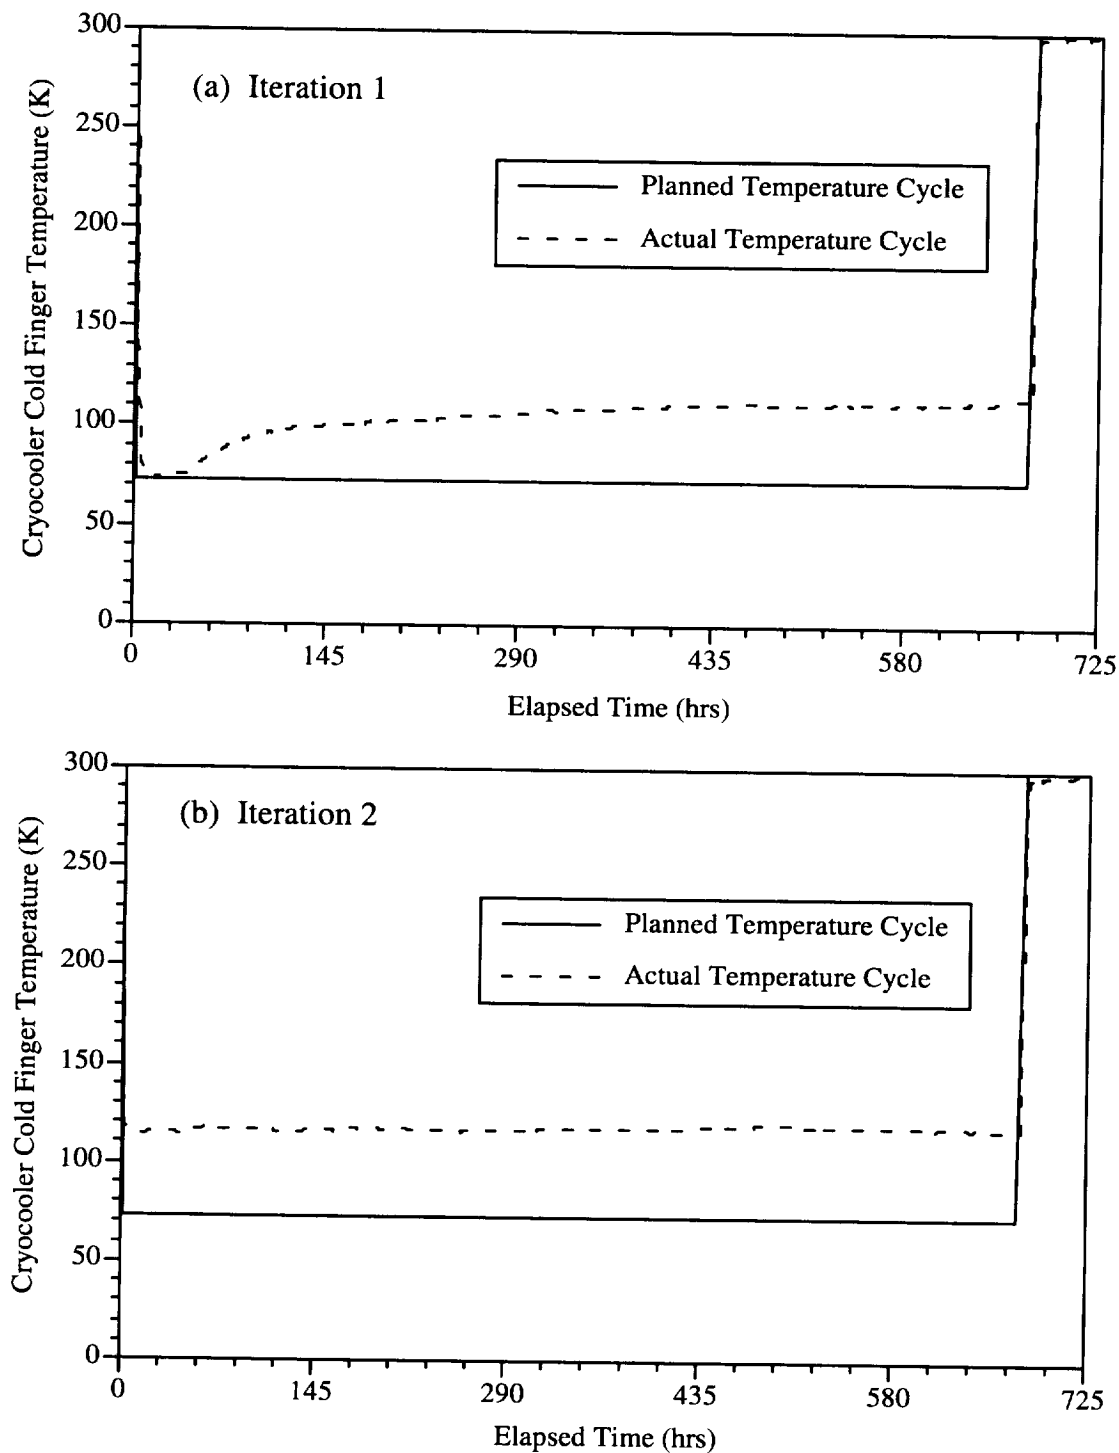 (a) Iteration 1
Cryocooler Cold Finger Temperature (K)
300
250
200
150
100
50
0
Planned Temperature Cycle
Actual Temperature Cycle
0 145 290 435 580 725
Elapsed Time (hrs)
(b) Iteration 2
Cryocooler Cold Finger Temperature (K)
300
250
200
150
100
50
0
Planned Temperature Cycle
Actual Temperature Cycle
0 145 290 435 580 725
Elapsed Time (hrs)